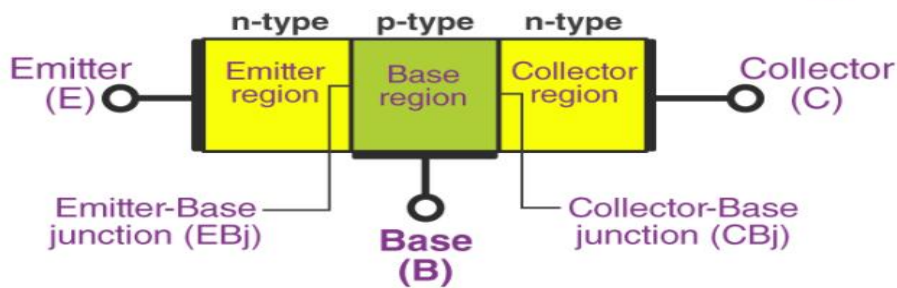 n-type p-type n-type
Emitter
(E)
Emitter
region
Base
region
Collector
region
Collector
(C)
Emitter-Base
junction (EBj)
Base
(B)
Collector-Base
junction (CBj)